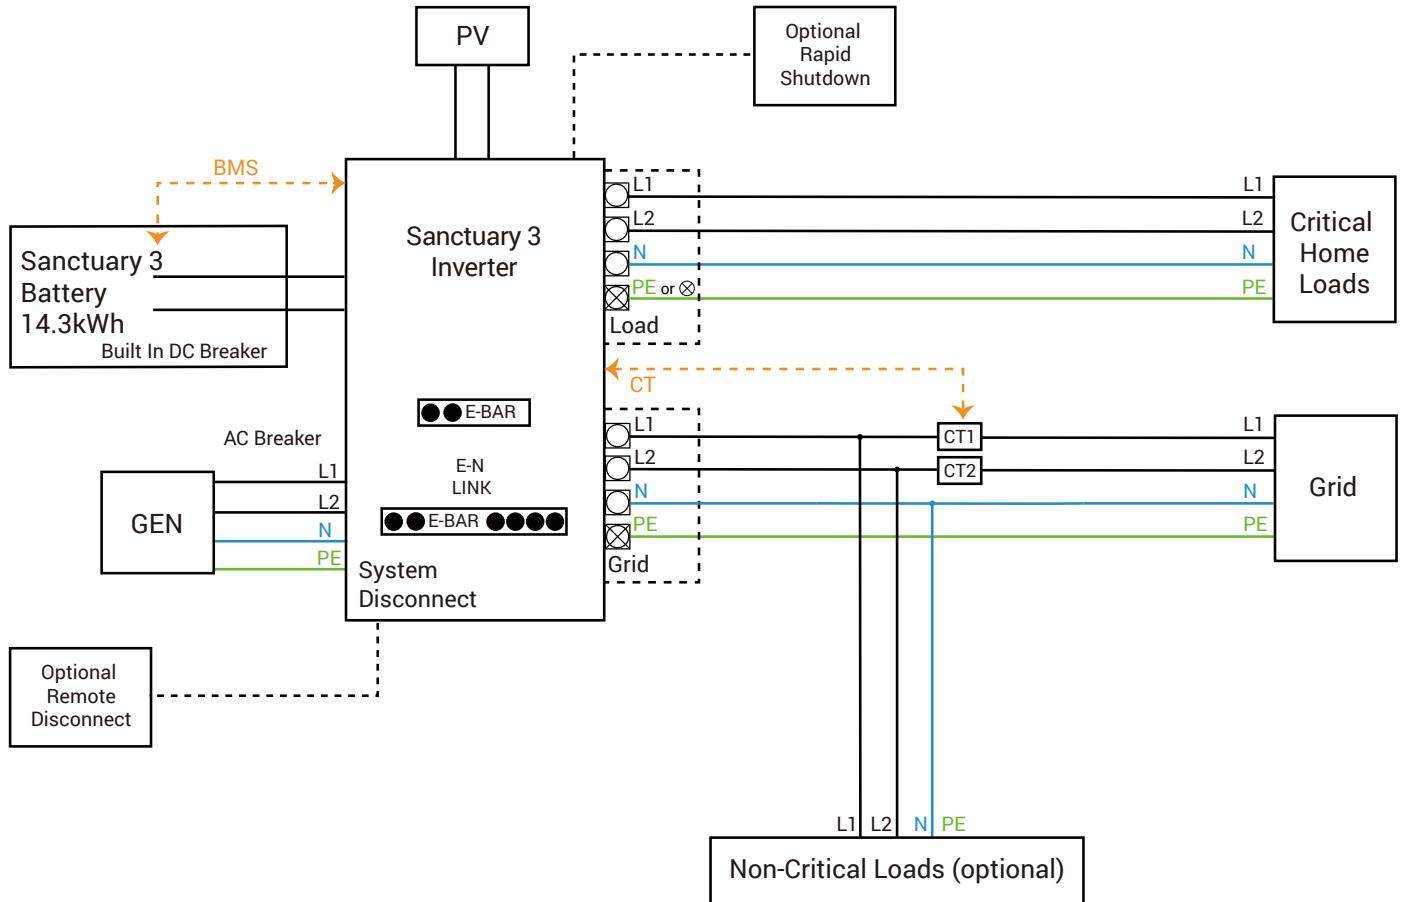 PV
Optional
Rapid
Shutdown
BMS
Sanctuary 3
Battery
14.3kWh
Built In DC Breaker
Sanctuary 3
Inverter
L1
L2
N
PE or ⊗
Load
L1
L2
N
PE
Critical
Home
Loads
CT
E-BAR
E-N
LINK
E-BAR
System
Disconnect
AC Breaker
GEN
L1
L2
N
PE
L1
L2
N
PE
Grid
CT1
CT2
L1
L2
N
PE
Grid
Optional
Remote
Disconnect
L1 L2 N PE
Non-Critical Loads (optional)